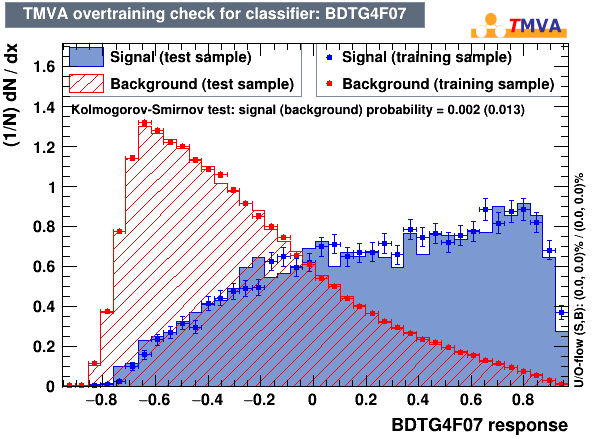 TMVA overtraining check for classifier: BDTG4F07
TMVA
Signal (test sample)
Background (test sample)
Signal (training sample)
Background (training sample)
Kolmogorov-Smirnov test: signal (background) probability = 0.002 (0.013)
(1/N) dN / dx
1.6
1.4
1.2
1
0.8
0.6
0.4
0.2
0
−0.8 −0.6 −0.4 −0.2 0 0.2 0.4 0.6 0.8
BDTG4F07 response
U/O-flow (S,B): (0.0, 0.0)% / (0.0, 0.0)%